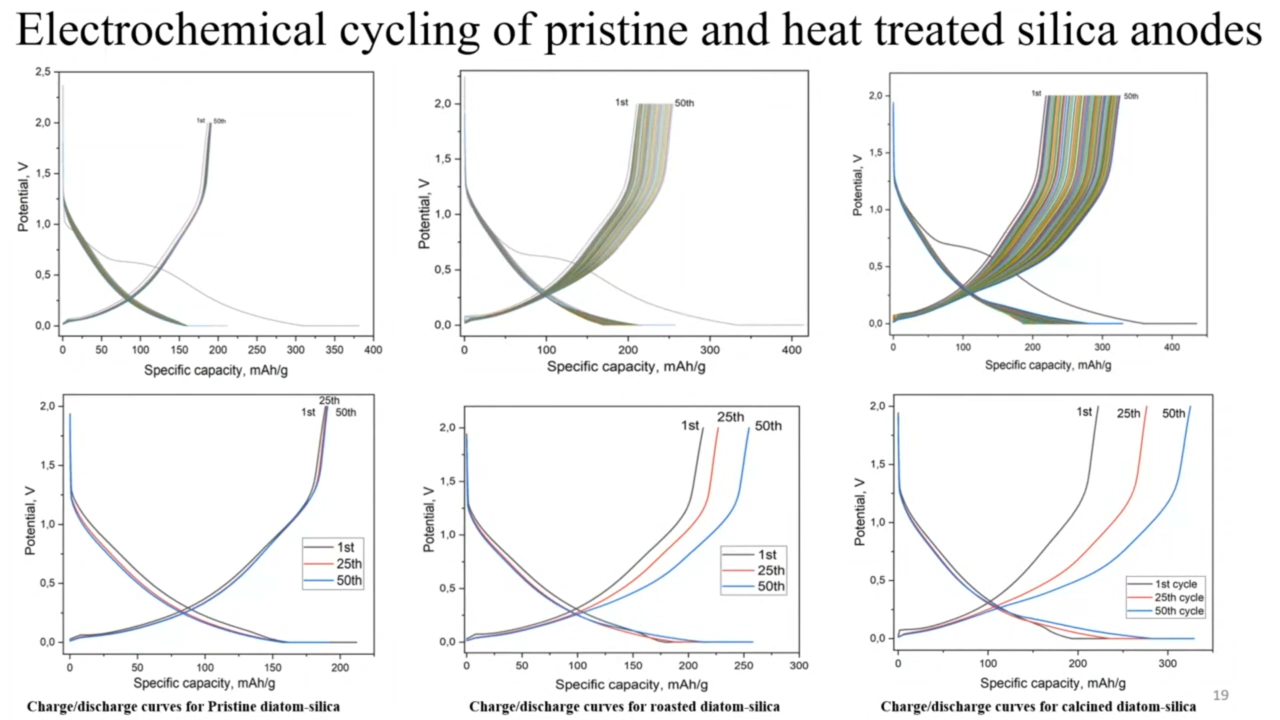 Electrochemical cycling of pristine and heat treated silica anodes
2,5
2,0
1,5
1,0
0,5
0,0
Potential, V
1st 50th
0 50 100 150 200 250 300 350 400
Specific capacity, mAh/g
2,0
1,5
1,0
0,5
0,0
Potential, V
1st 50th
0 100 200 300 400
Specific capacity, mAh/g
2,0
1,5
1,0
0,5
0,0
Potential, V
1st 50th
0 100 200 300 400
Specific capacity, mAh/g
2,0
1,5
1,0
0,5
0,0
Potential, V
25th
1st 50th
1st
25th
50th
0 50 100 150 200
Specific capacity, mAh/g
Charge/discharge curves for Pristine diatom-silica
2,0
1,5
1,0
0,5
0,0
Potential, V
1st 25th 50th
1st
25th
50th
0 50 100 150 200 250 300
Specific capacity, mAh/g
Charge/discharge curves for roasted diatom-silica
2,0
1,5
1,0
0,5
0,0
Potential, V
1st 25th 50th
1st cycle
25th cycle
50th cycle
0 100 200 300
Specific capacity, mAh/g
Charge/discharge curves for calcined diatom-silica
19